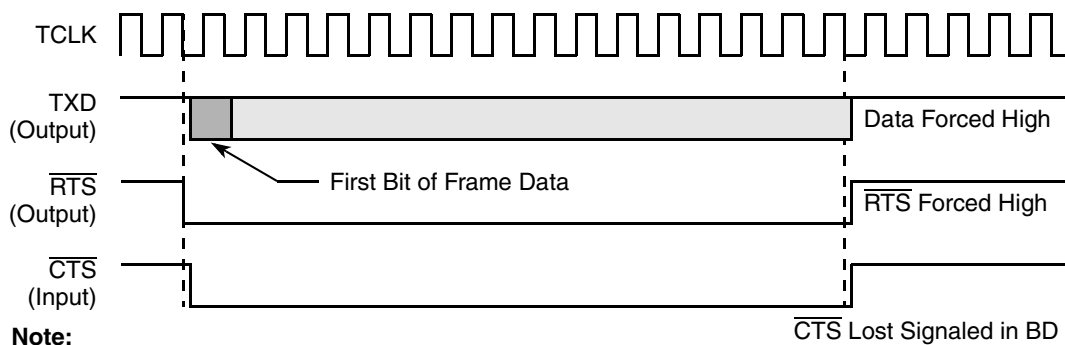 TCLK
TXD
(Output)
Data Forced High
First Bit of Frame Data
RTS
(Output)
RTS Forced High
CTS
(Input)
CTS Lost Signaled in BD
Note: